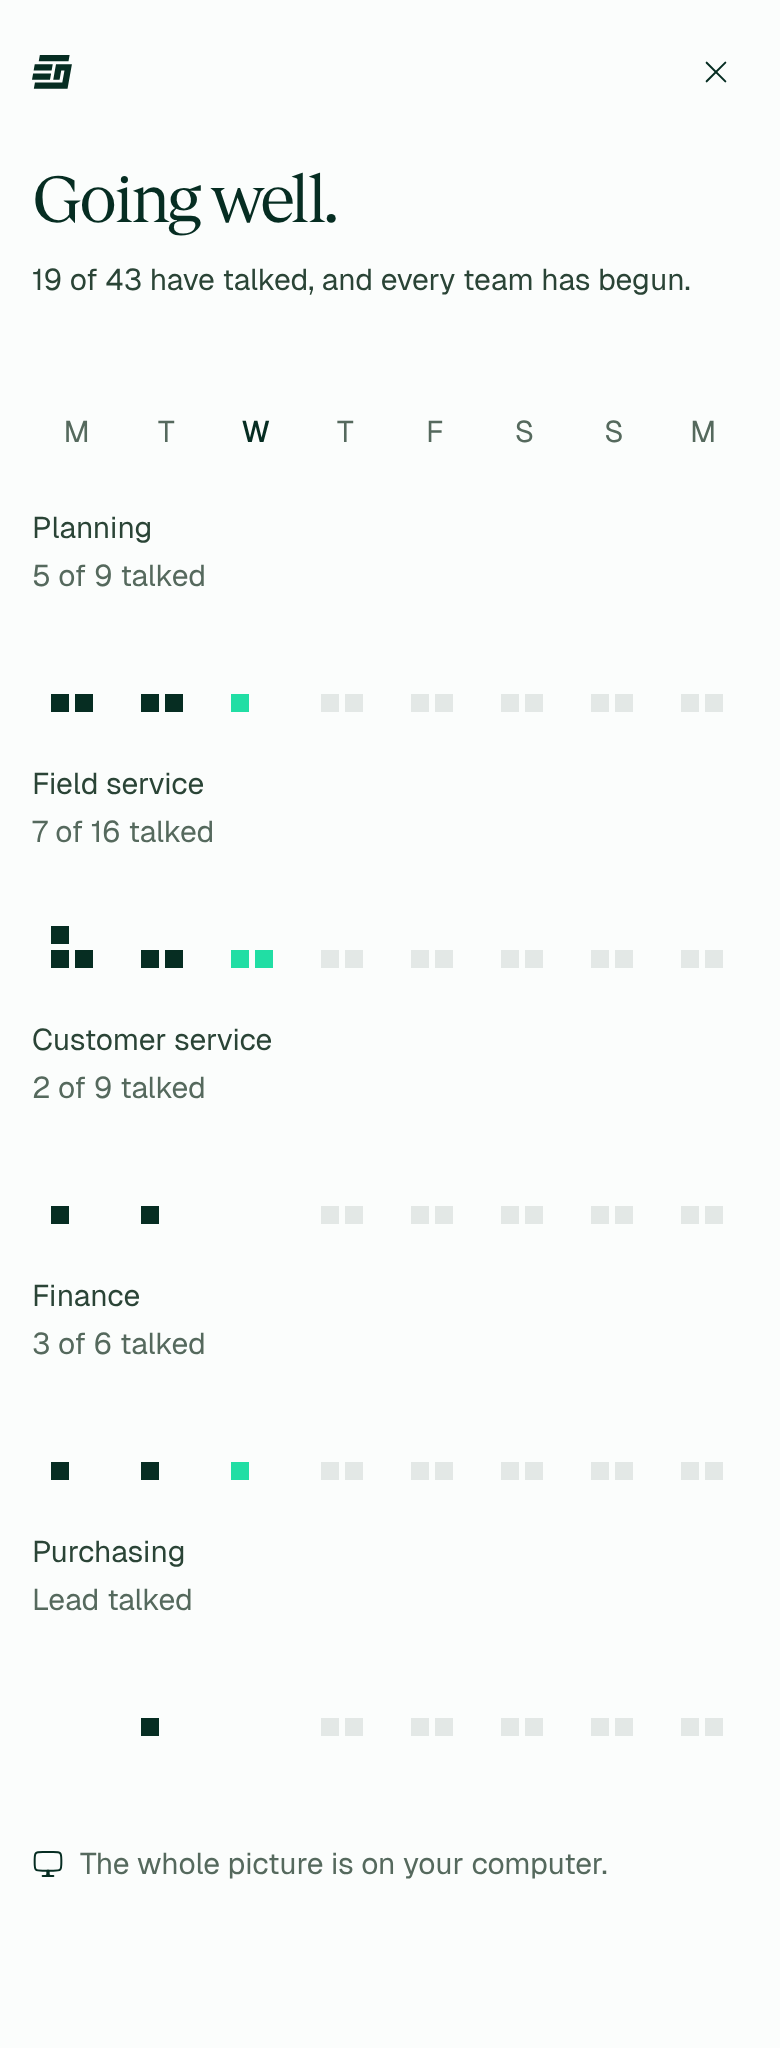 Going well.
19 of 43 have talked, and every team has begun.
M T W T F S S M
Planning
5 of 9 talked
Field service
7 of 16 talked
Customer service
2 of 9 talked
Finance
3 of 6 talked
Purchasing
Lead talked
The whole picture is on your computer.